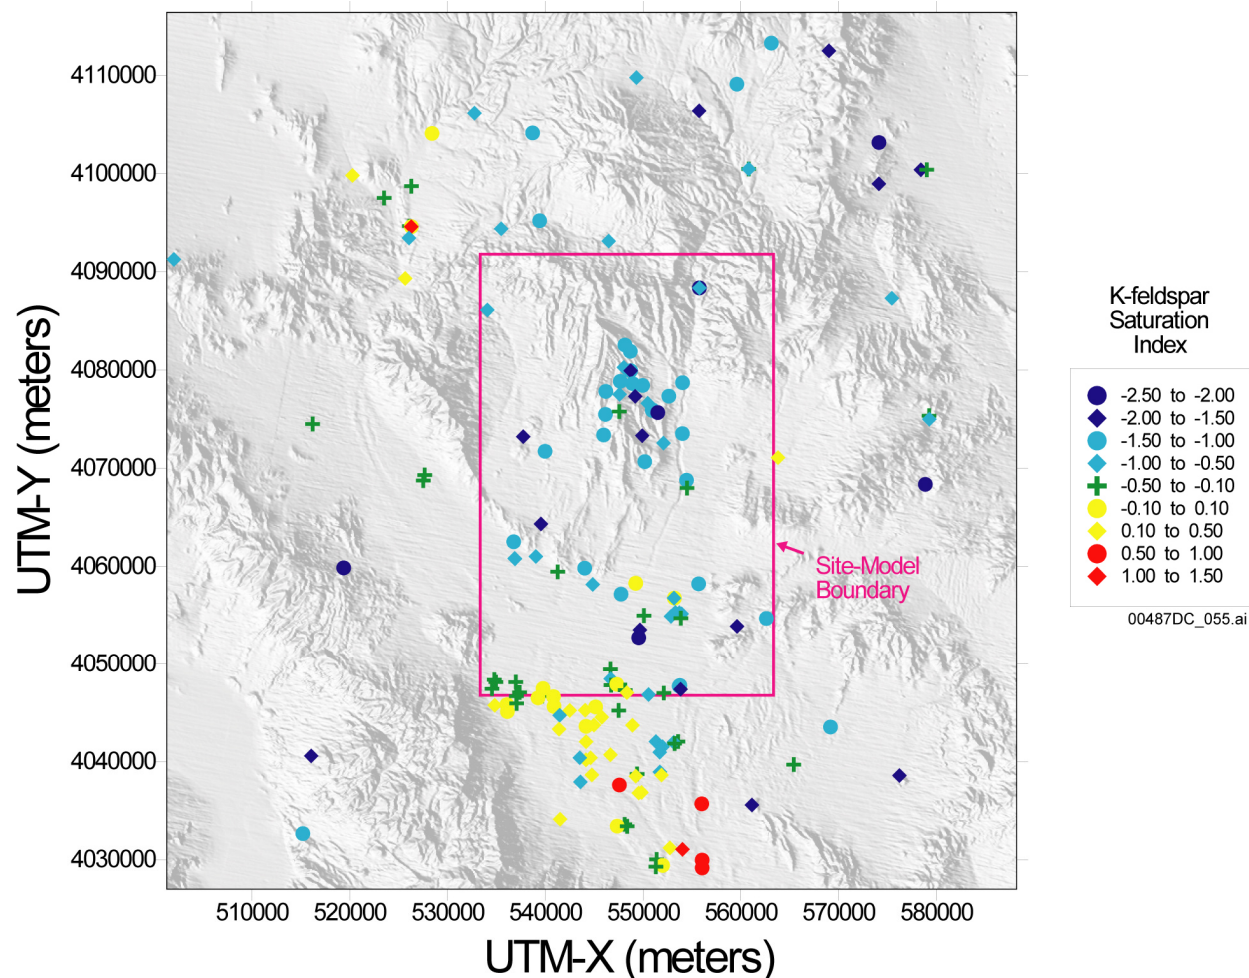 4110000
4100000
4090000
4080000
4070000
4060000
4050000
4040000
4030000
UTM-Y (meters)
510000 520000 530000 540000 550000 560000 570000 580000
UTM-X (meters)
Site-Model
Boundary
K-feldspar
Saturation
Index
-2.50 to -2.00
-2.00 to -1.50
-1.50 to -1.00
-1.00 to -0.50
-0.50 to -0.10
-0.10 to 0.10
0.10 to 0.50
0.50 to 1.00
1.00 to 1.50
00487DC_055.ai